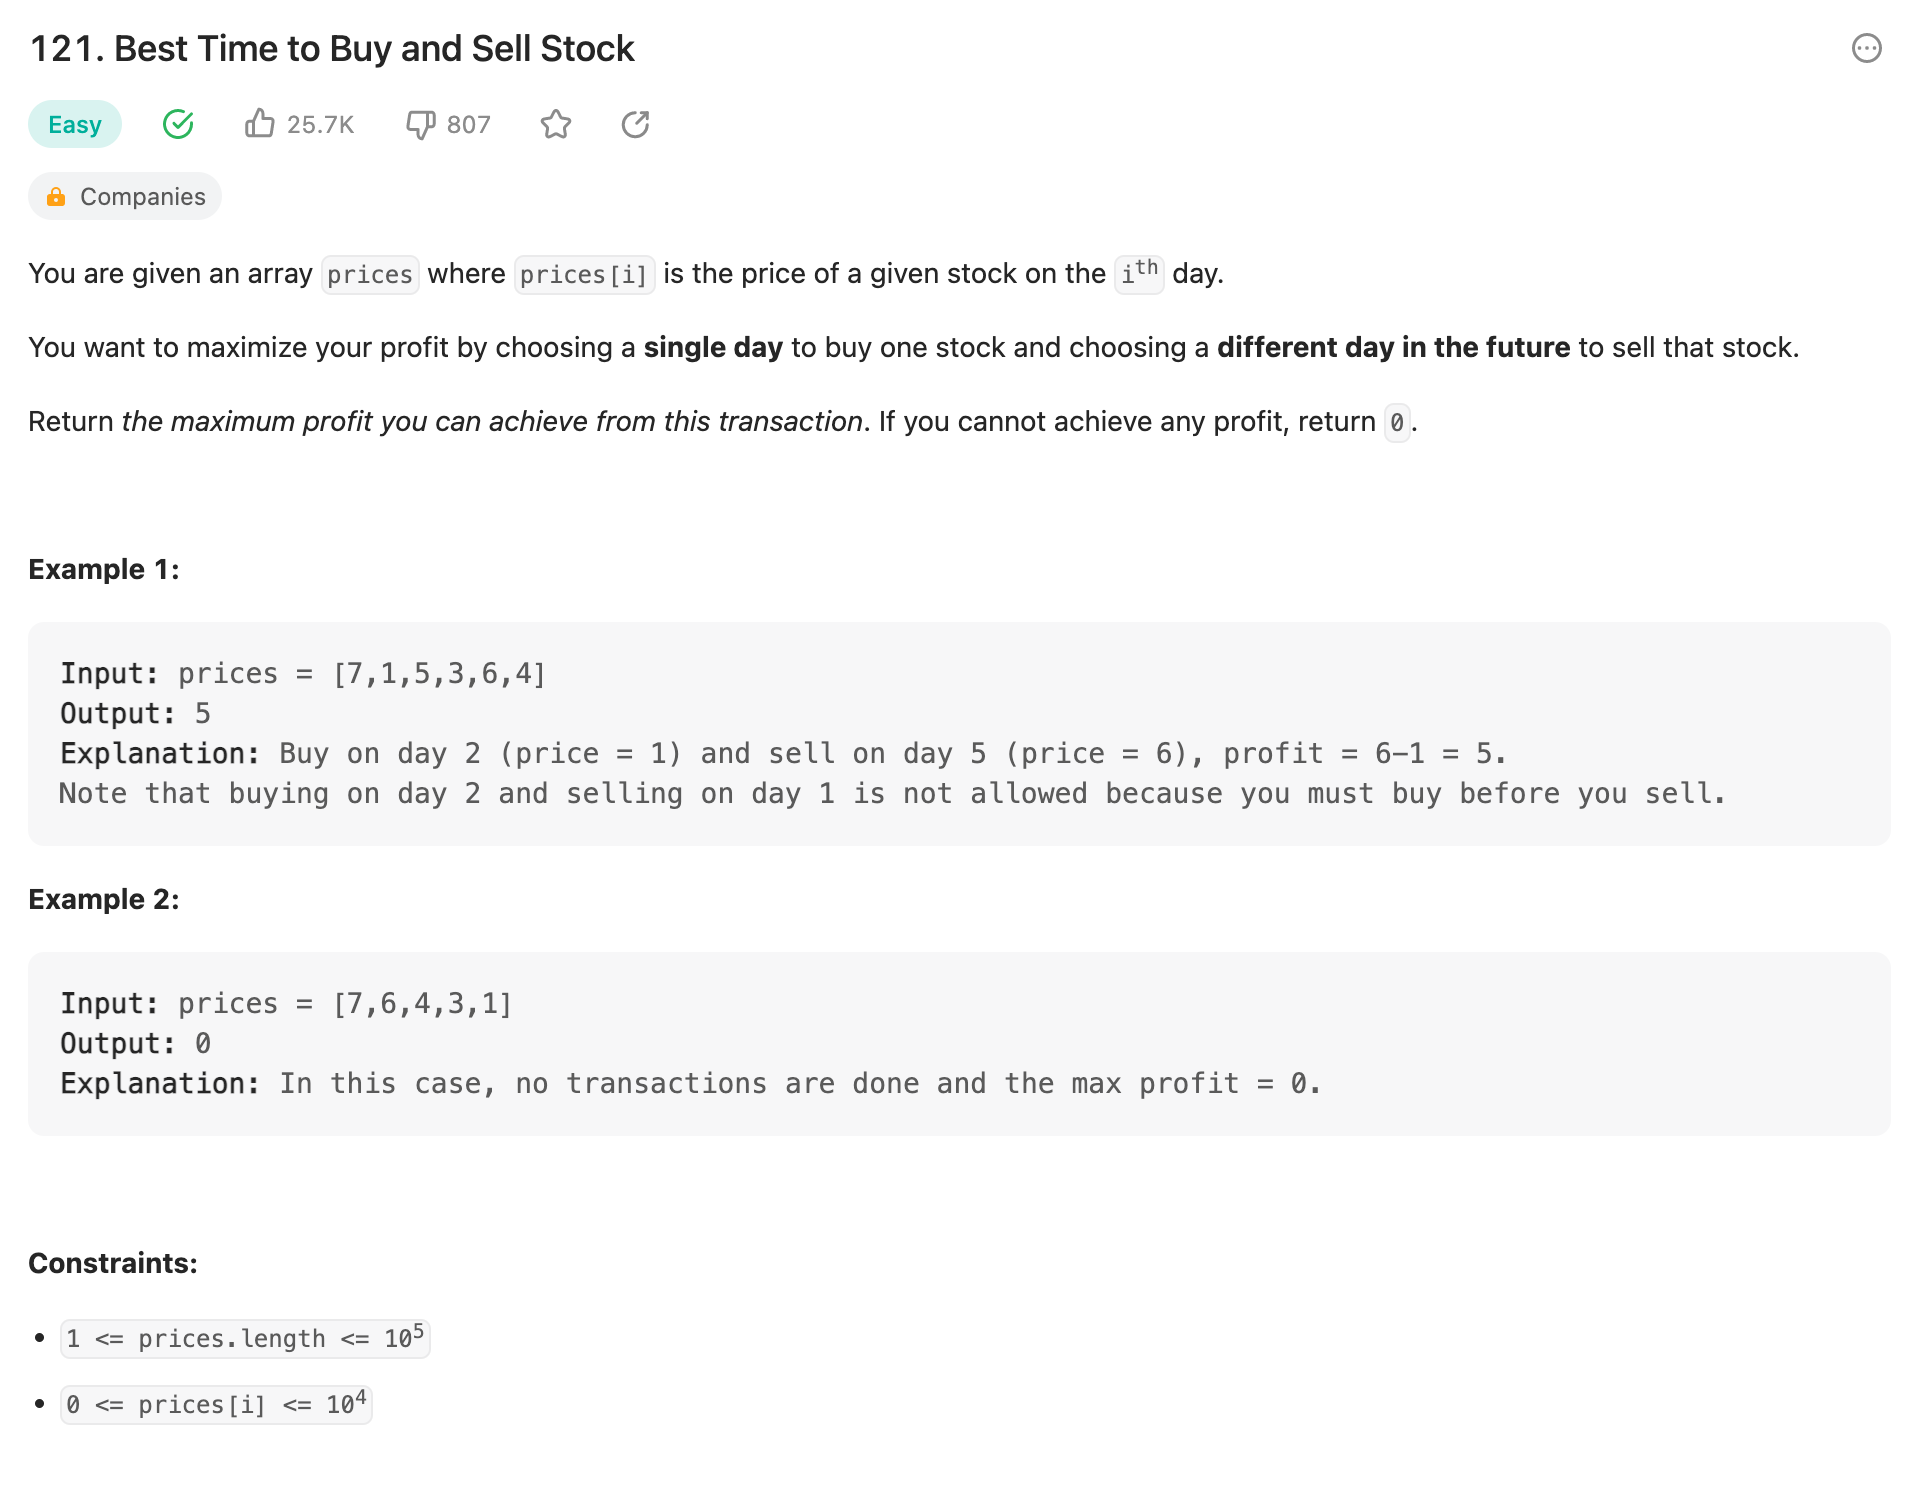 121. Best Time to Buy and Sell Stock
Easy 25.7K 807
Companies
You are given an array prices where prices[i] is the price of a given stock on the iᵗʰ day.
You want to maximize your profit by choosing a single day to buy one stock and choosing a different day in the future to sell that stock.
Return the maximum profit you can achieve from this transaction. If you cannot achieve any profit, return 0.
Example 1:
Input: prices = [7,1,5,3,6,4]
Output: 5
Explanation: Buy on day 2 (price = 1) and sell on day 5 (price = 6), profit = 6-1 = 5.
Note that buying on day 2 and selling on day 1 is not allowed because you must buy before you sell.
Example 2:
Input: prices = [7,6,4,3,1]
Output: 0
Explanation: In this case, no transactions are done and the max profit = 0.
Constraints:
• 1 <= prices.length <= 10⁵
• 0 <= prices[i] <= 10⁴